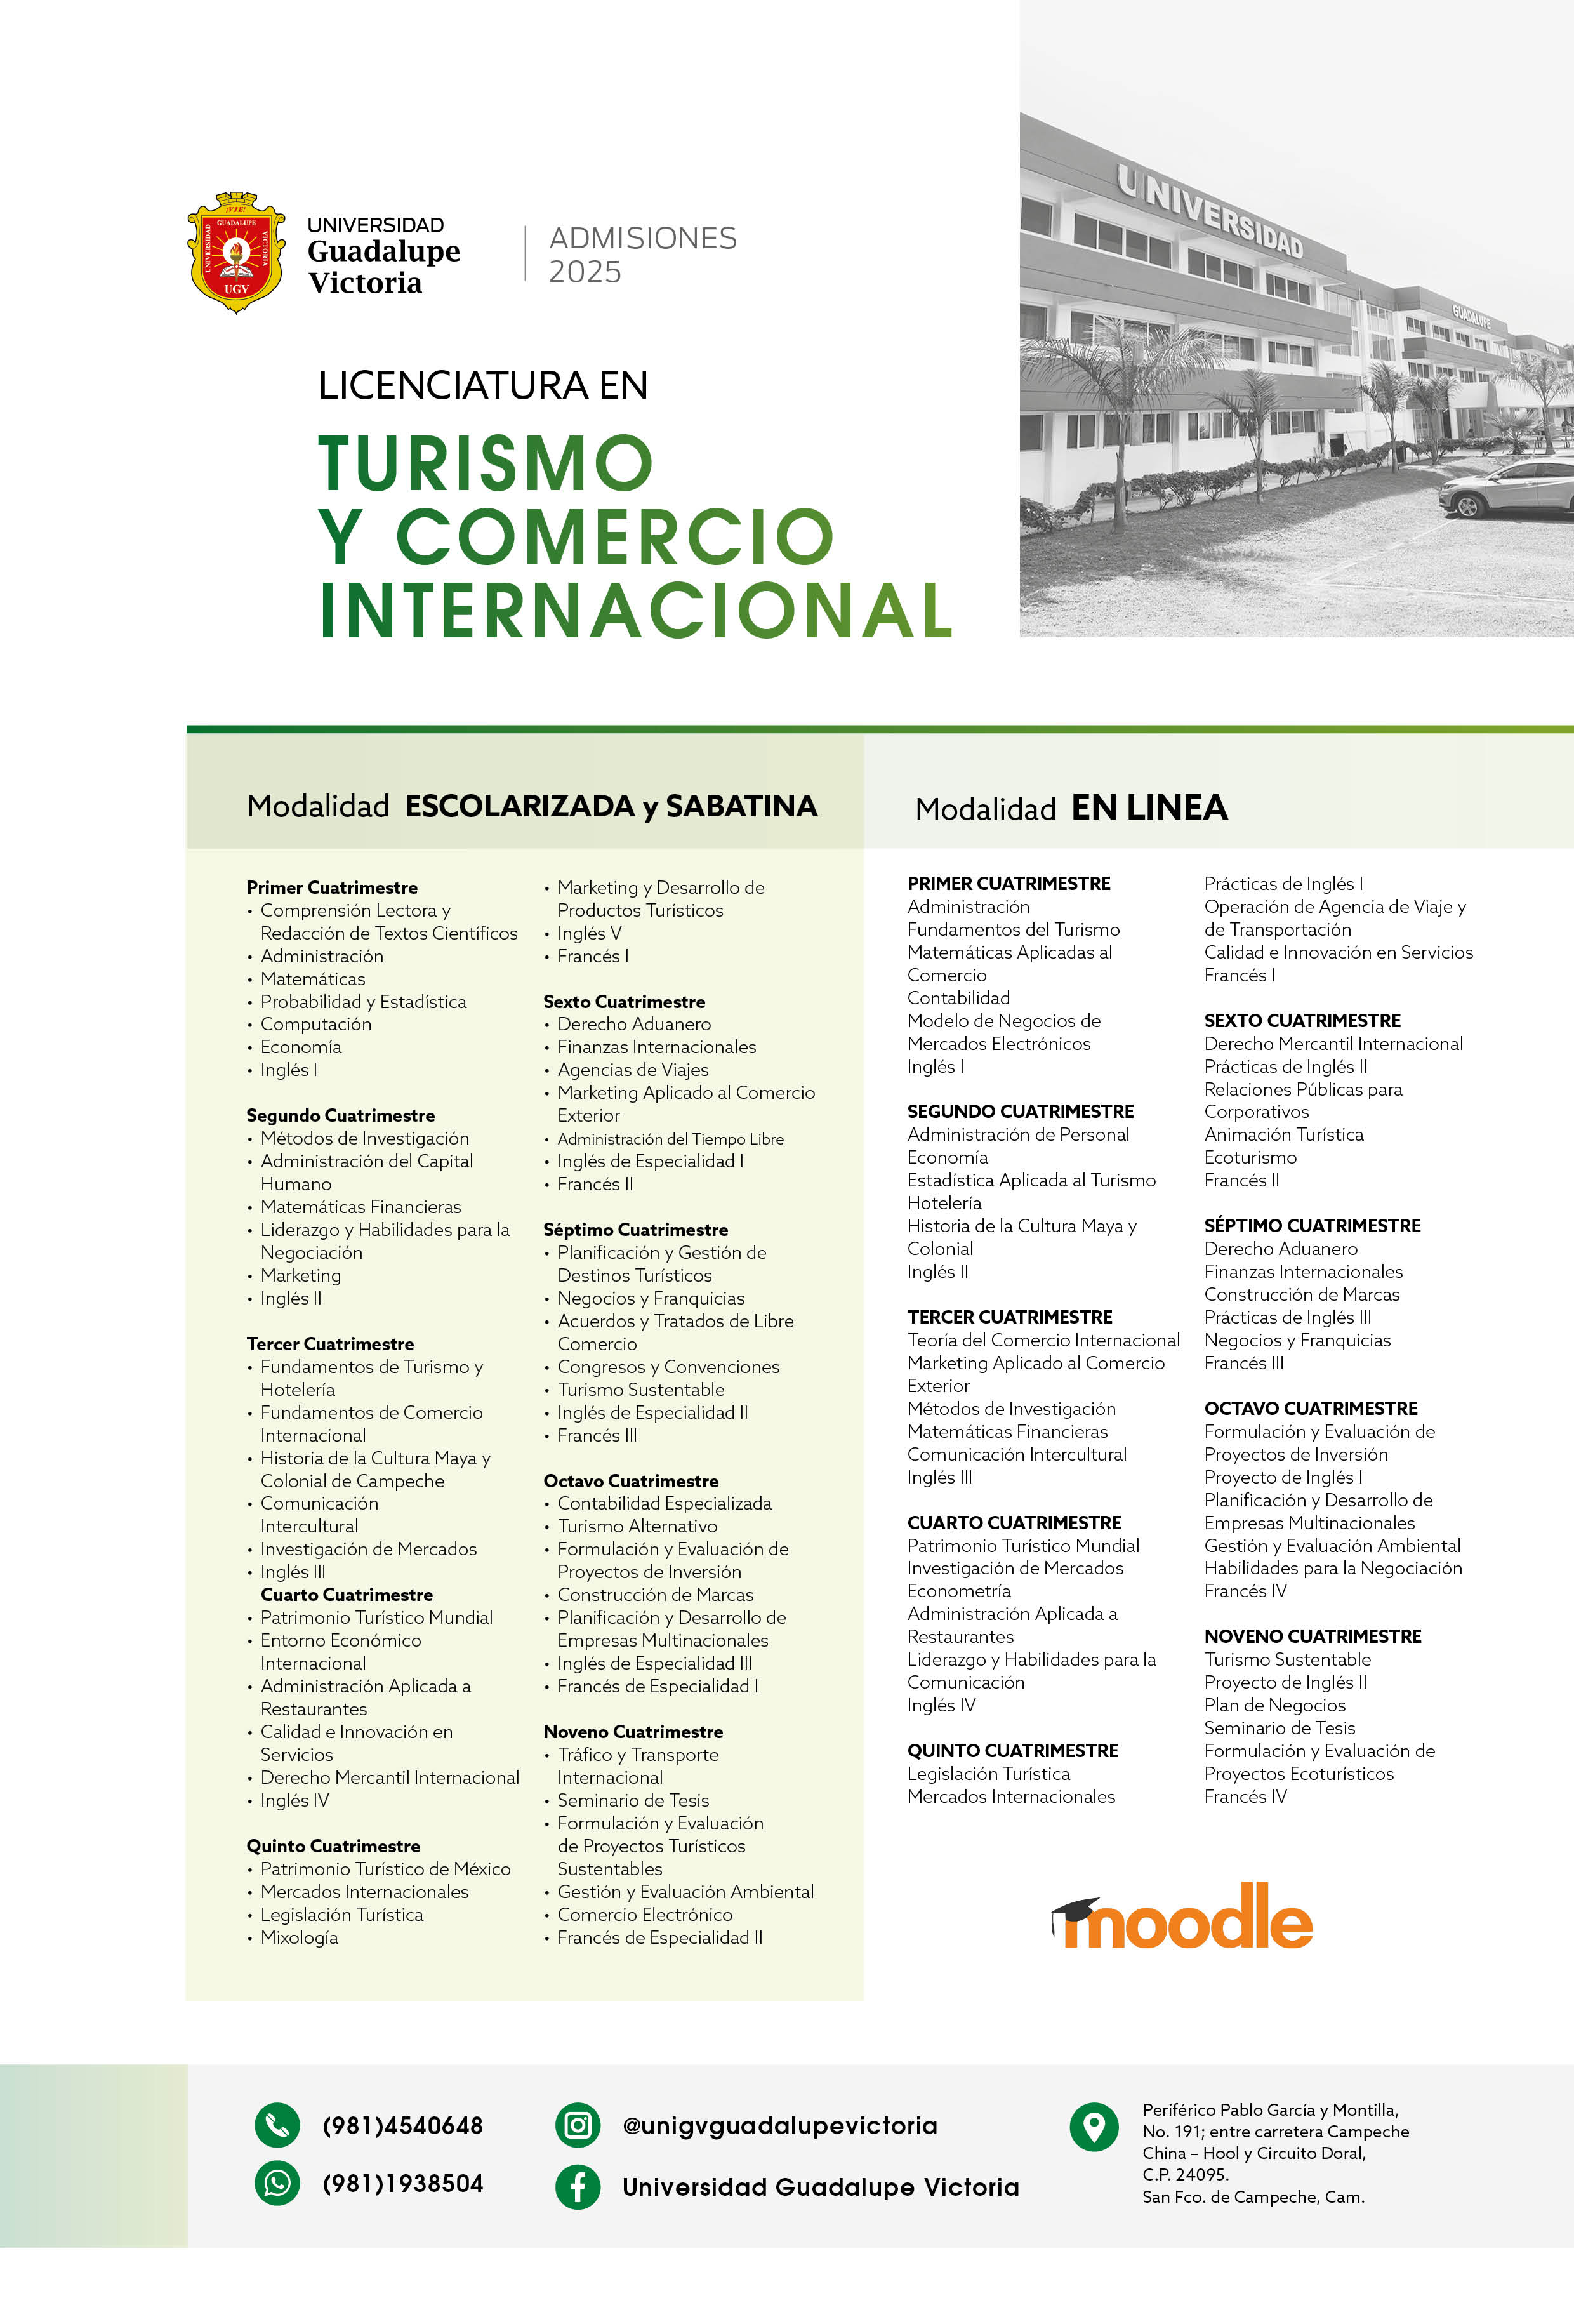 ¡VIE!
GUADALUPE
UNIVERSIDAD
VICTORIA
UGV
UNIVERSIDAD
Guadalupe
Victoria
ADMISIONES
2025
UNIVERSIDAD
GUADALUPE
LICENCIATURA EN
TURISMO
Y COMERCIO
INTERNACIONAL
Modalidad ESCOLARIZADA y SABATINA
Primer Cuatrimestre
• Comprensión Lectora y
Redacción de Textos Científicos
• Administración
• Matemáticas
• Probabilidad y Estadística
• Computación
• Economía
• Inglés I
Segundo Cuatrimestre
• Métodos de Investigación
• Administración del Capital
Humano
• Matemáticas Financieras
• Liderazgo y Habilidades para la
Negociación
• Marketing
• Inglés II
Tercer Cuatrimestre
• Fundamentos de Turismo y
Hotelería
• Fundamentos de Comercio
Internacional
• Historia de la Cultura Maya y
Colonial de Campeche
• Comunicación
Intercultural
• Investigación de Mercados
• Inglés III
Cuarto Cuatrimestre
• Patrimonio Turístico Mundial
• Entorno Económico
Internacional
• Administración Aplicada a
Restaurantes
• Calidad e Innovación en
Servicios
• Derecho Mercantil Internacional
• Inglés IV
Quinto Cuatrimestre
• Patrimonio Turístico de México
• Mercados Internacionales
• Legislación Turística
• Mixología
• Marketing y Desarrollo de
Productos Turísticos
• Inglés V
• Francés I
Sexto Cuatrimestre
• Derecho Aduanero
• Finanzas Internacionales
• Agencias de Viajes
• Marketing Aplicado al Comercio
Exterior
• Administración del Tiempo Libre
• Inglés de Especialidad I
• Francés II
Séptimo Cuatrimestre
• Planificación y Gestión de
Destinos Turísticos
• Negocios y Franquicias
• Acuerdos y Tratados de Libre
Comercio
• Congresos y Convenciones
• Turismo Sustentable
• Inglés de Especialidad II
• Francés III
Octavo Cuatrimestre
• Contabilidad Especializada
• Turismo Alternativo
• Formulación y Evaluación de
Proyectos de Inversión
• Construcción de Marcas
• Planificación y Desarrollo de
Empresas Multinacionales
• Inglés de Especialidad III
• Francés de Especialidad I
Noveno Cuatrimestre
• Tráfico y Transporte
Internacional
• Seminario de Tesis
• Formulación y Evaluación
de Proyectos Turísticos
Sustentables
• Gestión y Evaluación Ambiental
• Comercio Electrónico
• Francés de Especialidad II
Modalidad EN LINEA
PRIMER CUATRIMESTRE
Administración
Fundamentos del Turismo
Matemáticas Aplicadas al
Comercio
Contabilidad
Modelo de Negocios de
Mercados Electrónicos
Inglés I
SEGUNDO CUATRIMESTRE
Administración de Personal
Economía
Estadística Aplicada al Turismo
Hotelería
Historia de la Cultura Maya y
Colonial
Inglés II
TERCER CUATRIMESTRE
Teoría del Comercio Internacional
Marketing Aplicado al Comercio
Exterior
Métodos de Investigación
Matemáticas Financieras
Comunicación Intercultural
Inglés III
CUARTO CUATRIMESTRE
Patrimonio Turístico Mundial
Investigación de Mercados
Econometría
Administración Aplicada a
Restaurantes
Liderazgo y Habilidades para la
Comunicación
Inglés IV
QUINTO CUATRIMESTRE
Legislación Turística
Mercados Internacionales
Prácticas de Inglés I
Operación de Agencia de Viaje y
de Transportación
Calidad e Innovación en Servicios
Francés I
SEXTO CUATRIMESTRE
Derecho Mercantil Internacional
Prácticas de Inglés II
Relaciones Públicas para
Corporativos
Animación Turística
Ecoturismo
Francés II
SÉPTIMO CUATRIMESTRE
Derecho Aduanero
Finanzas Internacionales
Construcción de Marcas
Prácticas de Inglés III
Negocios y Franquicias
Francés III
OCTAVO CUATRIMESTRE
Formulación y Evaluación de
Proyectos de Inversión
Proyecto de Inglés I
Planificación y Desarrollo de
Empresas Multinacionales
Gestión y Evaluación Ambiental
Habilidades para la Negociación
Francés IV
NOVENO CUATRIMESTRE
Turismo Sustentable
Proyecto de Inglés II
Plan de Negocios
Seminario de Tesis
Formulación y Evaluación de
Proyectos Ecoturísticos
Francés IV
moodle
(981)4540648
(981)1938504
@unigvguadalupevictoria
Universidad Guadalupe Victoria
Periférico Pablo García y Montilla,
No. 191; entre carretera Campeche
China – Hool y Circuito Doral,
C.P. 24095.
San Fco. de Campeche, Cam.